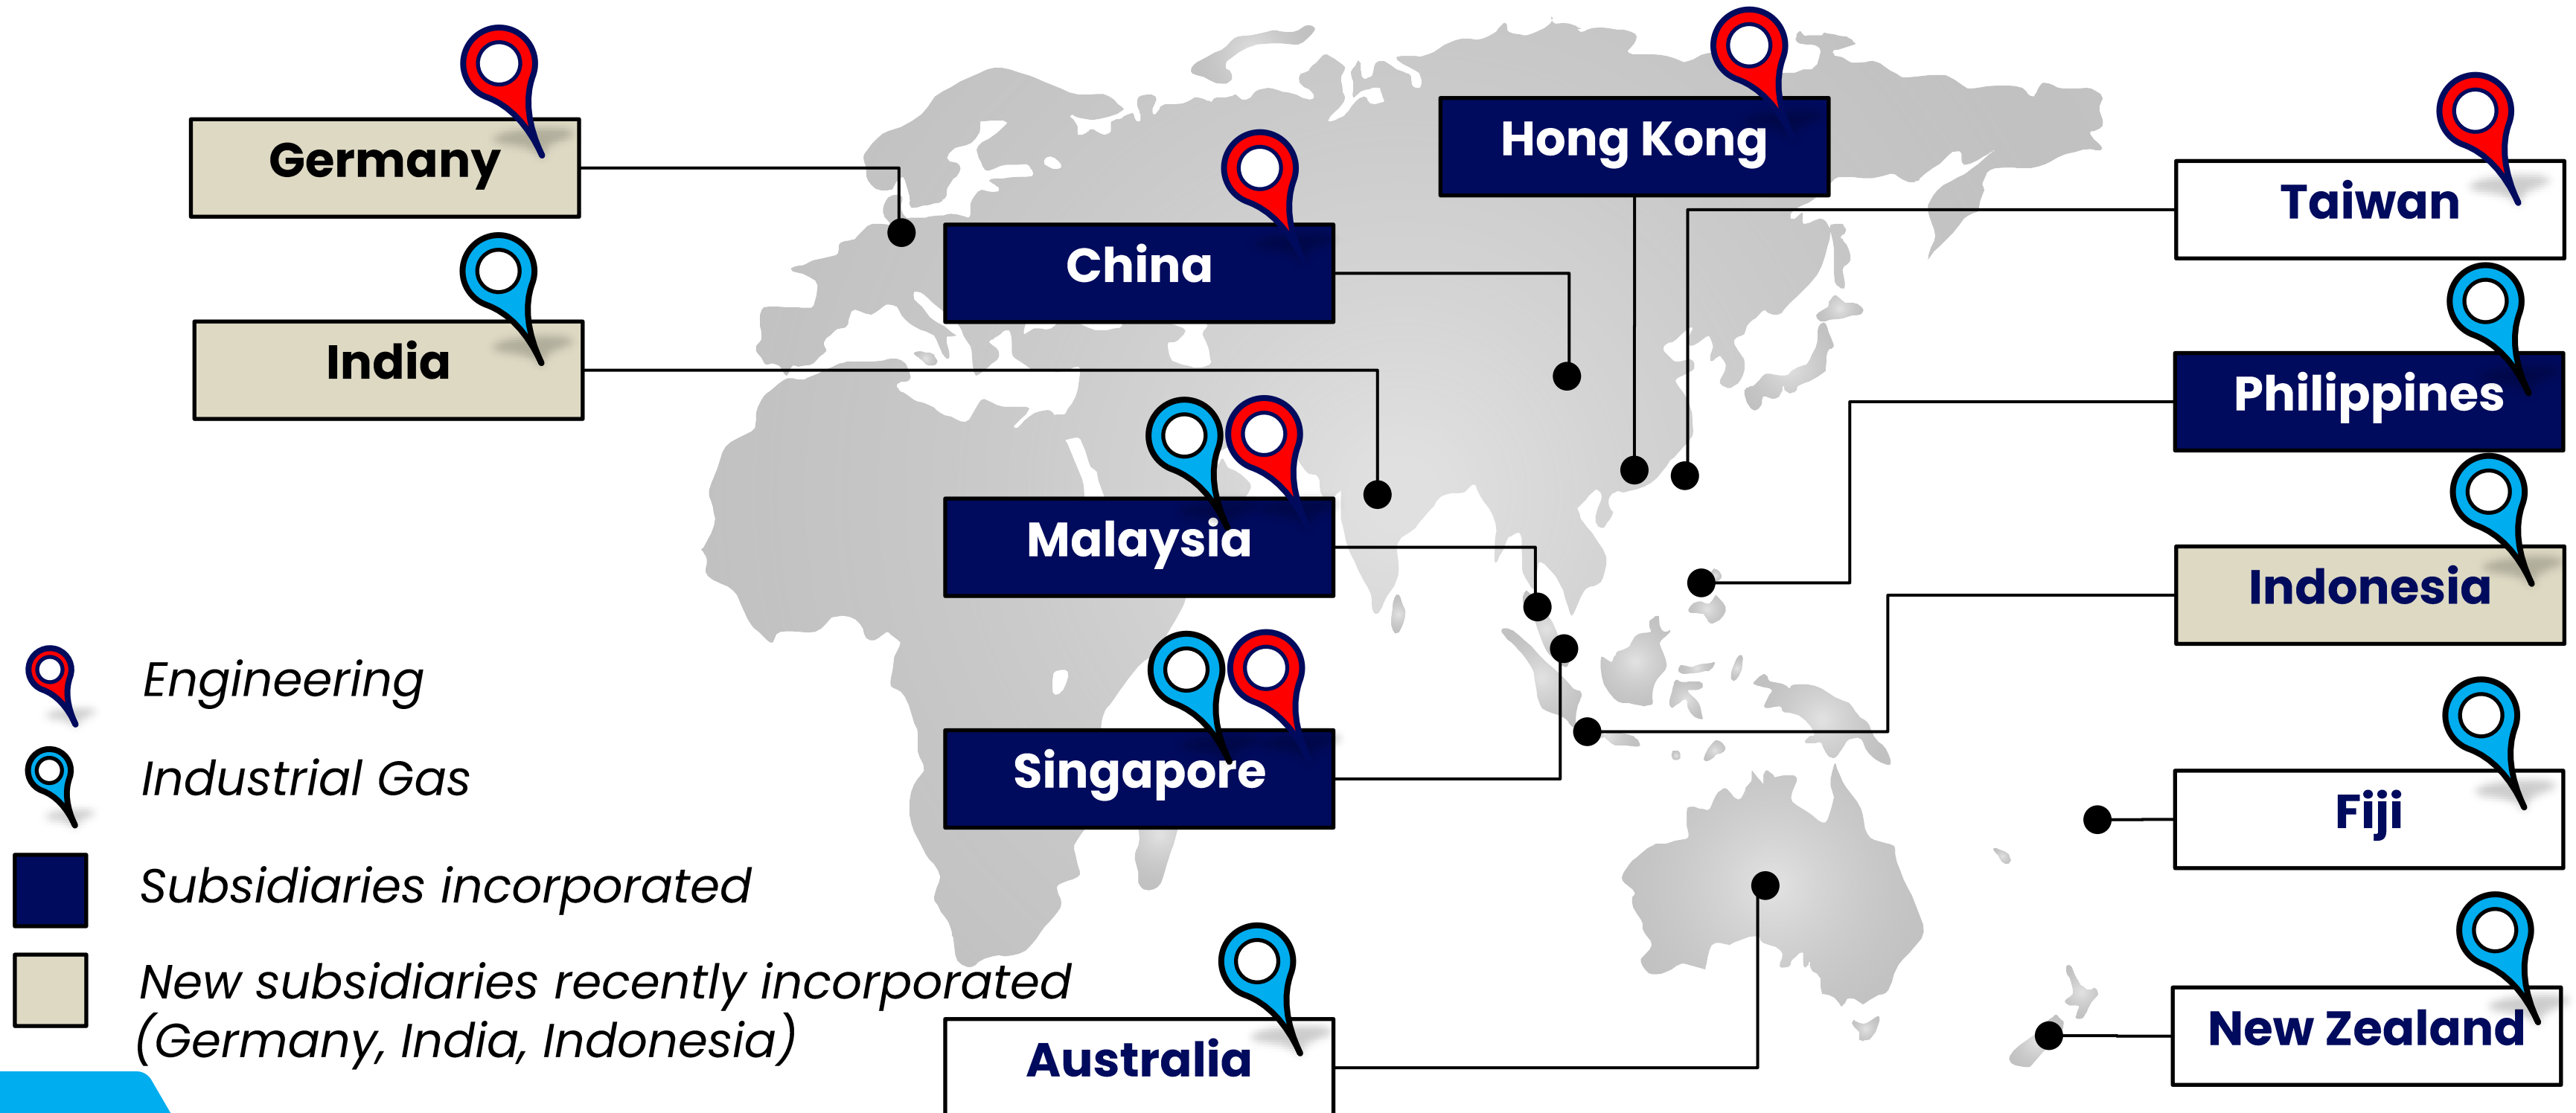 Germany
India
China
Hong Kong
Taiwan
Philippines
Malaysia
Indonesia
Singapore
Fiji
Australia
New Zealand
Engineering
Industrial Gas
Subsidiaries incorporated
New subsidiaries recently incorporated
(Germany, India, Indonesia)